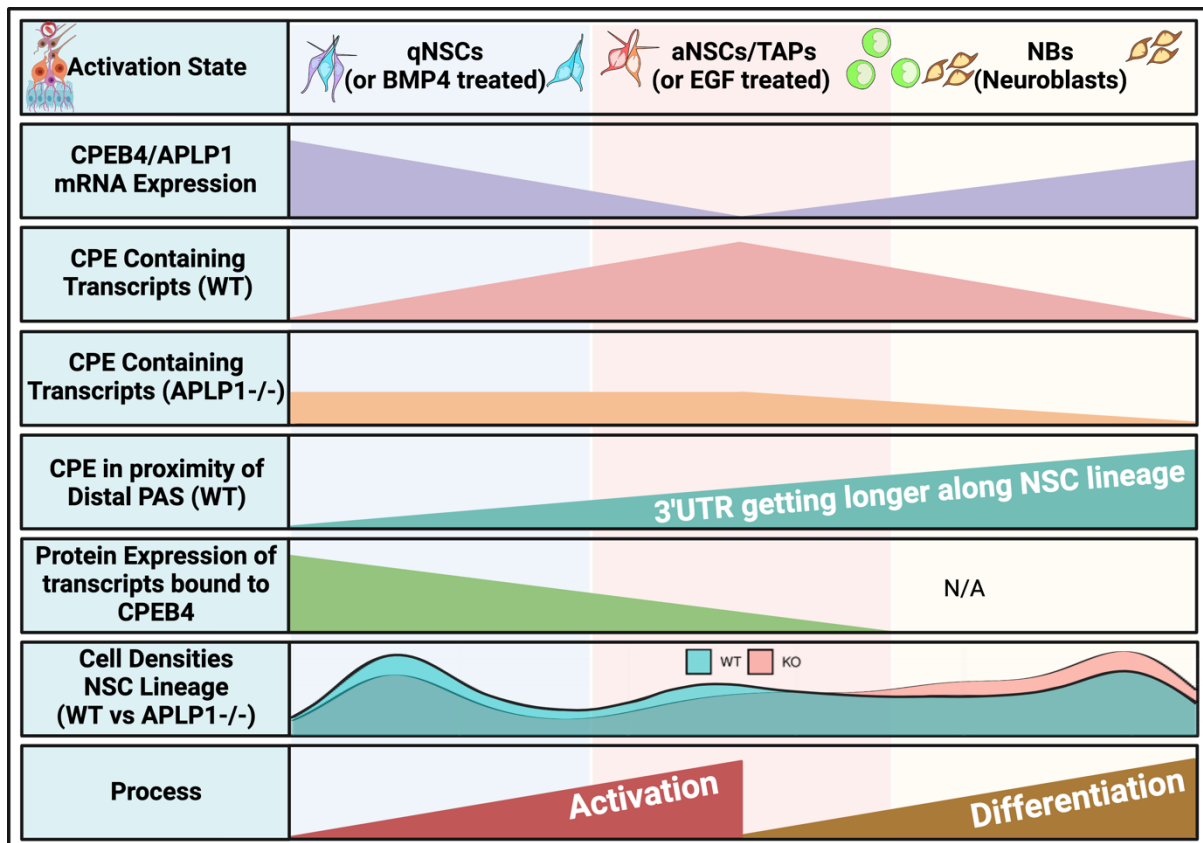 Activation State
qNSCs
(or BMP4 treated)
aNSCs/TAPs
(or EGF treated)
NBs
(Neuroblasts)
CPEB4/APLP1
mRNA Expression
CPE Containing
Transcripts (WT)
CPE Containing
Transcripts (APLP1-/-)
CPE in proximity of
Distal PAS (WT)
3'UTR getting longer along NSC lineage
Protein Expression of
transcripts bound to
CPEB4
N/A
Cell Densities
NSC Lineage
(WT vs APLP1-/-)
WT KO
Process
Activation
Differentiation